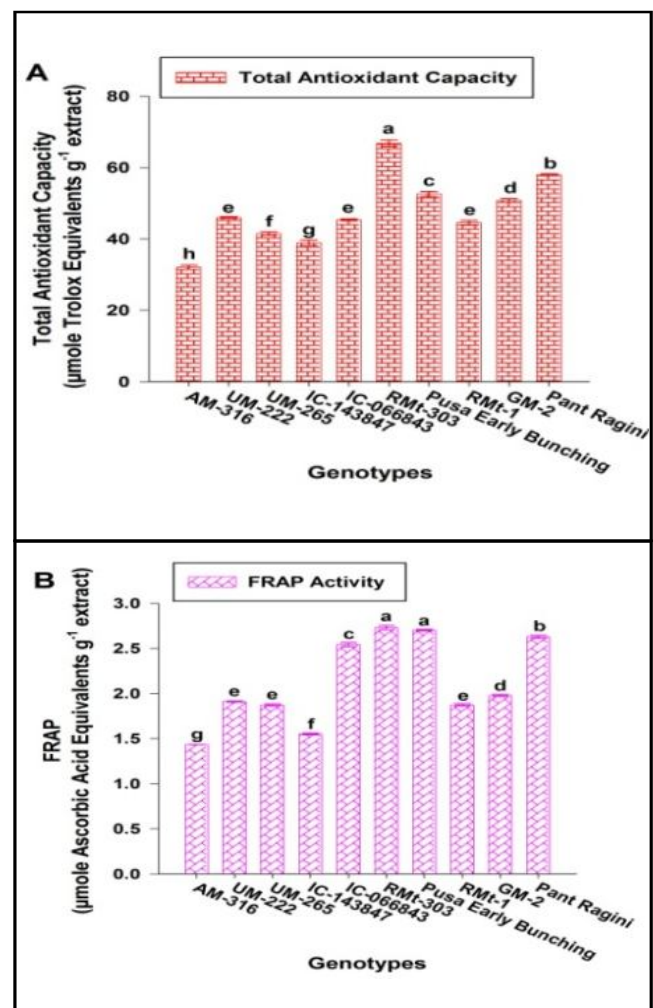 A
Total Antioxidant Capacity
Total Antioxidant Capacity
(μmole Trolox Equivalents g⁻¹ extract)
80
60
40
20
0
h
e
f
g
e
a
c
e
d
b
AM-316
UM-222
UM-265
IC-143847
IC-066843
RMt-303
Pusa Early Bunching
RMt-1
GM-2
Pant Ragini
Genotypes
B
FRAP Activity
FRAP
(μmole Ascorbic Acid Equivalents g⁻¹ extract)
3.0
2.5
2.0
1.5
1.0
0.5
0.0
g
e
e
f
c
a
a
e
d
b
AM-316
UM-222
UM-265
IC-143847
IC-066843
RMt-303
Pusa Early Bunching
RMt-1
GM-2
Pant Ragini
Genotypes